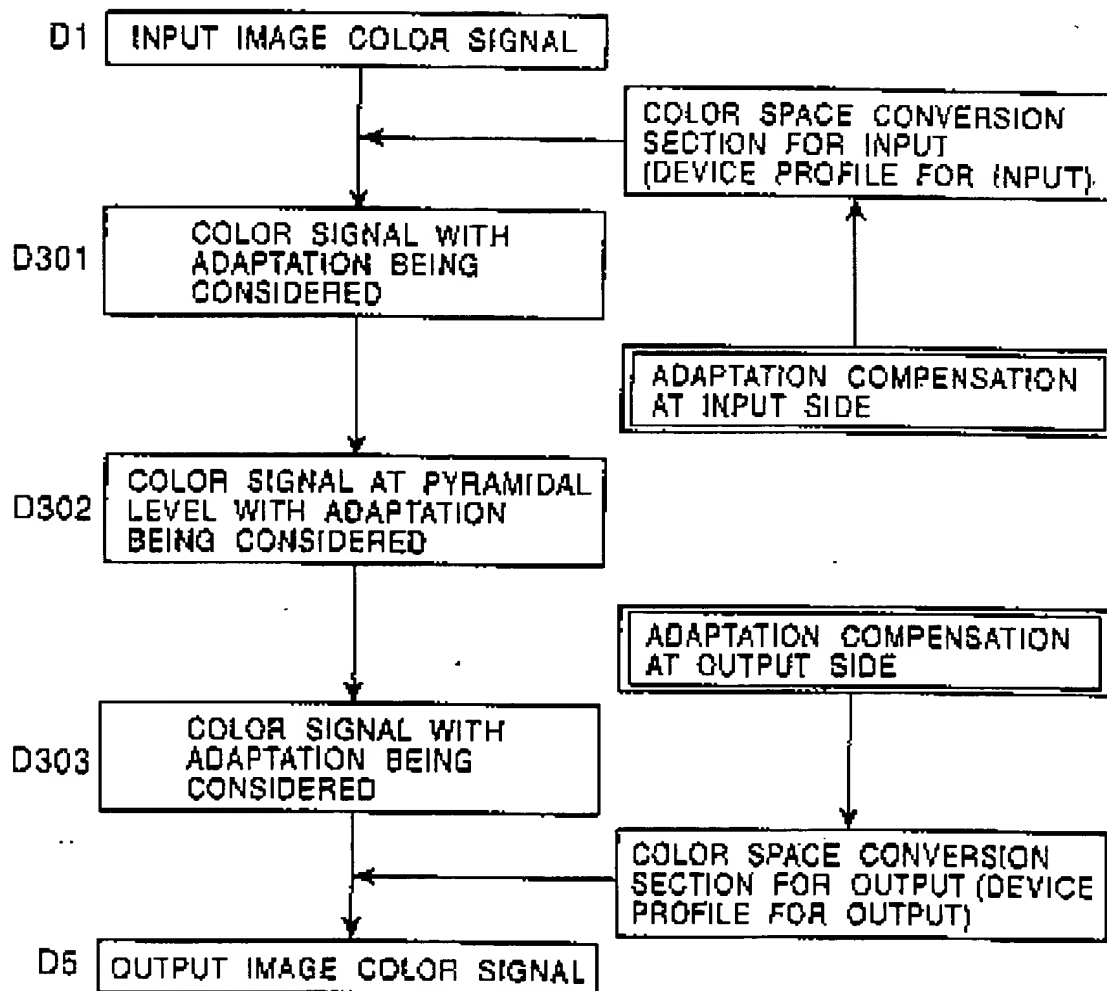 D1 INPUT IMAGE COLOR SIGNAL
COLOR SPACE CONVERSION
SECTION FOR INPUT
(DEVICE PROFILE FOR INPUT)
D301
COLOR SIGNAL WITH
ADAPTATION BEING
CONSIDERED
ADAPTATION COMPENSATION
AT INPUT SIDE
D302
COLOR SIGNAL AT PYRAMIDAL
LEVEL WITH ADAPTATION
BEING CONSIDERED
ADAPTATION COMPENSATION
AT OUTPUT SIDE
D303
COLOR SIGNAL WITH
ADAPTATION BEING
CONSIDERED
COLOR SPACE CONVERSION
SECTION FOR OUTPUT (DEVICE
PROFILE FOR OUTPUT)
D5 OUTPUT IMAGE COLOR SIGNAL